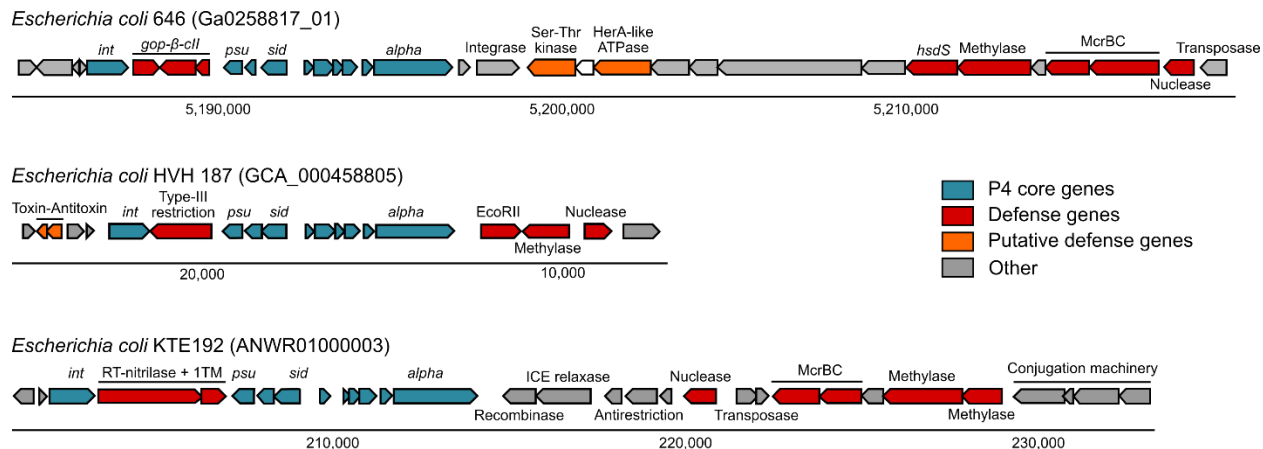 Escherichia coli 646 (Ga0258817_01)
int
gop-β-cII
psu
sid
alpha
Integrase
Ser-Thr
kinase
HerA-like
ATPase
hsdS
Methylase
McrBC
Nuclease
Transposase
5,190,000
5,200,000
5,210,000
Escherichia coli HVH 187 (GCA_000458805)
Toxin-Antitoxin
int
Type-III
restriction
psu
sid
alpha
EcoRII
Methylase
Nuclease
20,000
10,000
P4 core genes
Defense genes
Putative defense genes
Other
Escherichia coli KTE192 (ANWR01000003)
int
RT-nitrilase + 1TM
psu
sid
alpha
Recombinase
ICE relaxase
Antirestriction
Nuclease
Transposase
McrBC
Methylase
Methylase
Conjugation machinery
210,000
220,000
230,000